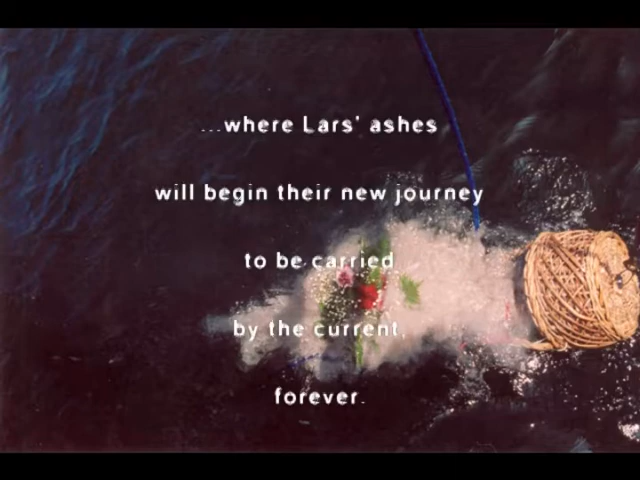 ...where Lars' ashes
will begin their new journey
to be carried
by the current,
forever.